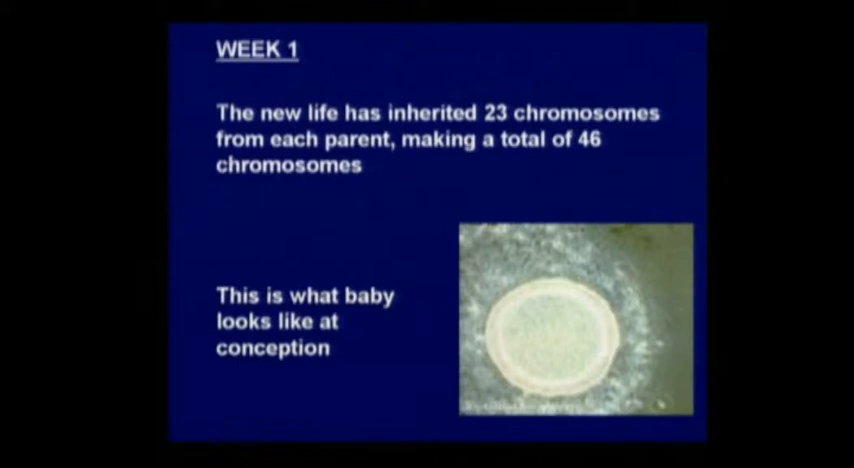 WEEK 1
The new life has inherited 23 chromosomes
from each parent, making a total of 46
chromosomes
This is what baby
looks like at
conception